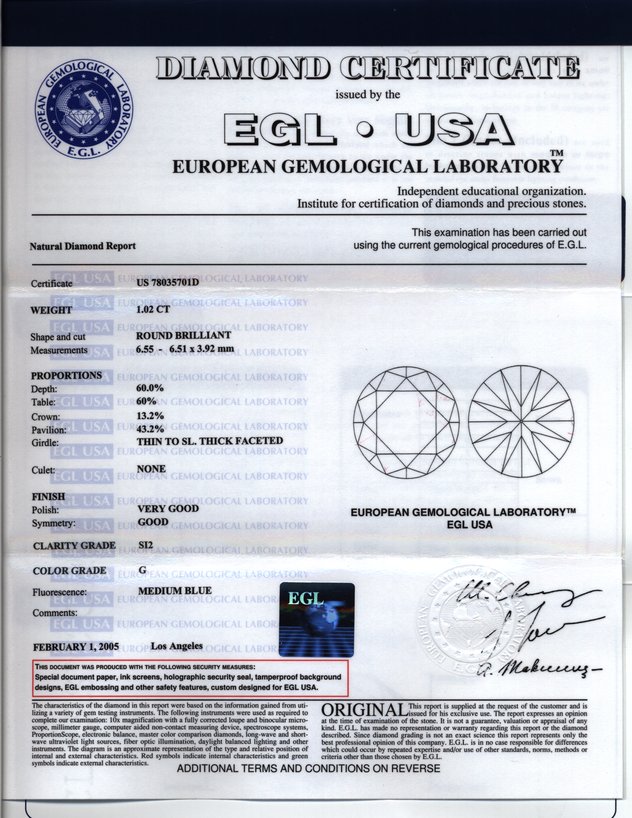 EUROPEAN GEMOLOGICAL LABORATORY
E.G.L.
DIAMOND CERTIFICATE
issued by the
EGL • USA
EUROPEAN GEMOLOGICAL LABORATORY™
Independent educational organization.
Institute for certification of diamonds and precious stones.
Natural Diamond Report
This examination has been carried out
using the current gemological procedures of E.G.L.
Certificate US 78035701D
WEIGHT 1.02 CT
Shape and cut ROUND BRILLIANT
Measurements 6.55 - 6.51 x 3.92 mm
PROPORTIONS
Depth: 60.0%
Table: 60%
Crown: 13.2%
Pavilion: 43.2%
Girdle: THIN TO SL. THICK FACETED
Culet: NONE
FINISH
Polish: VERY GOOD
Symmetry: GOOD
CLARITY GRADE SI2
COLOR GRADE G
Fluorescence: MEDIUM BLUE
Comments:
FEBRUARY 1, 2005 Los Angeles
EUROPEAN GEMOLOGICAL LABORATORY™
EGL USA
EGL
THIS DOCUMENT WAS PRODUCED WITH THE FOLLOWING SECURITY MEASURES:
Special document paper, ink screens, holographic security seal, tamperproof background
designs, EGL embossing and other safety features, custom designed for EGL USA.
The characteristics of the diamond in this report were based on the information gained from uti-
lizing a variety of gem testing instruments. The following instruments were used as required to
complete our examination: 10x magnification with a fully corrected loupe and binocular micro-
scope, millimeter gauge, computer aided non-contact measuring device, spectroscope systems,
ProportionScope, electronic balance, master color comparison diamonds, long-wave and short-
wave ultraviolet light sources, fiber optic illumination, daylight balanced lighting and other
instruments. The diagram is an approximate representation of the type and relative position of
internal and external characteristics. Red symbols indicate internal characteristics and green
symbols indicate external characteristics.
ORIGINAL This report is supplied at the request of the customer and is
issued for his exclusive use. The report expresses an opinion
at the time of examination of the stone. It is not a guarantee, valuation or appraisal of any
kind. E.G.L. has made no representation or warranty regarding this report or the diamond
described. Since diamond grading is not an exact science this report represents only the
best professional opinion of this company. E.G.L. is in no case responsible for differences
which could occur by repeated expertise and/or use of other standards, norms, methods or
criteria other than those chosen by E.G.L.
ADDITIONAL TERMS AND CONDITIONS ON REVERSE